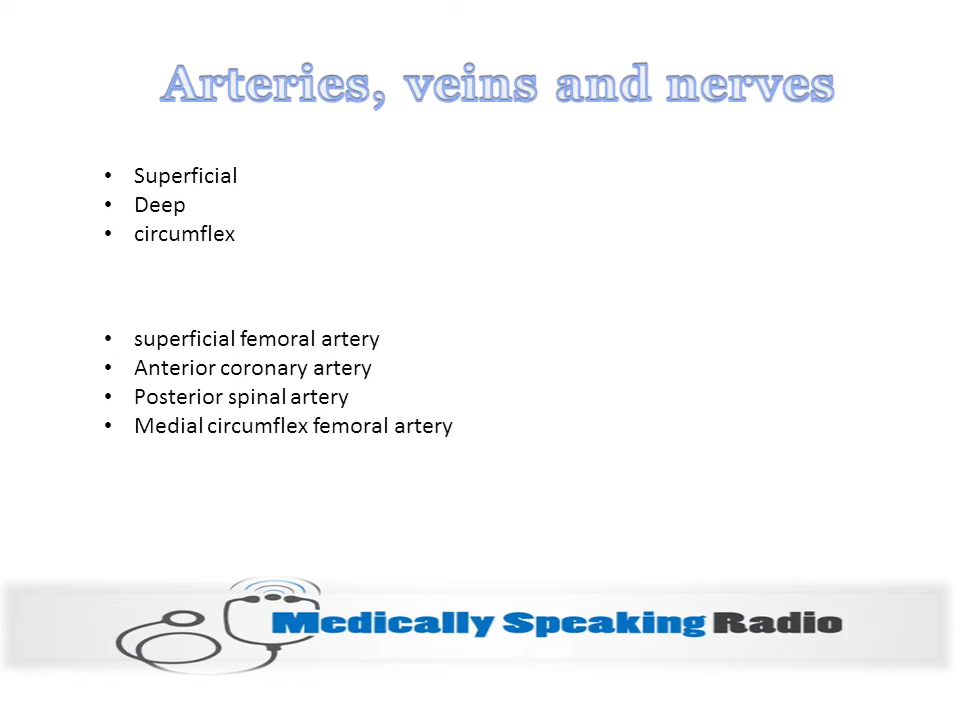 Arteries, veins and nerves
• Superficial
• Deep
• circumflex
• superficial femoral artery
• Anterior coronary artery
• Posterior spinal artery
• Medial circumflex femoral artery
Medically Speaking Radio